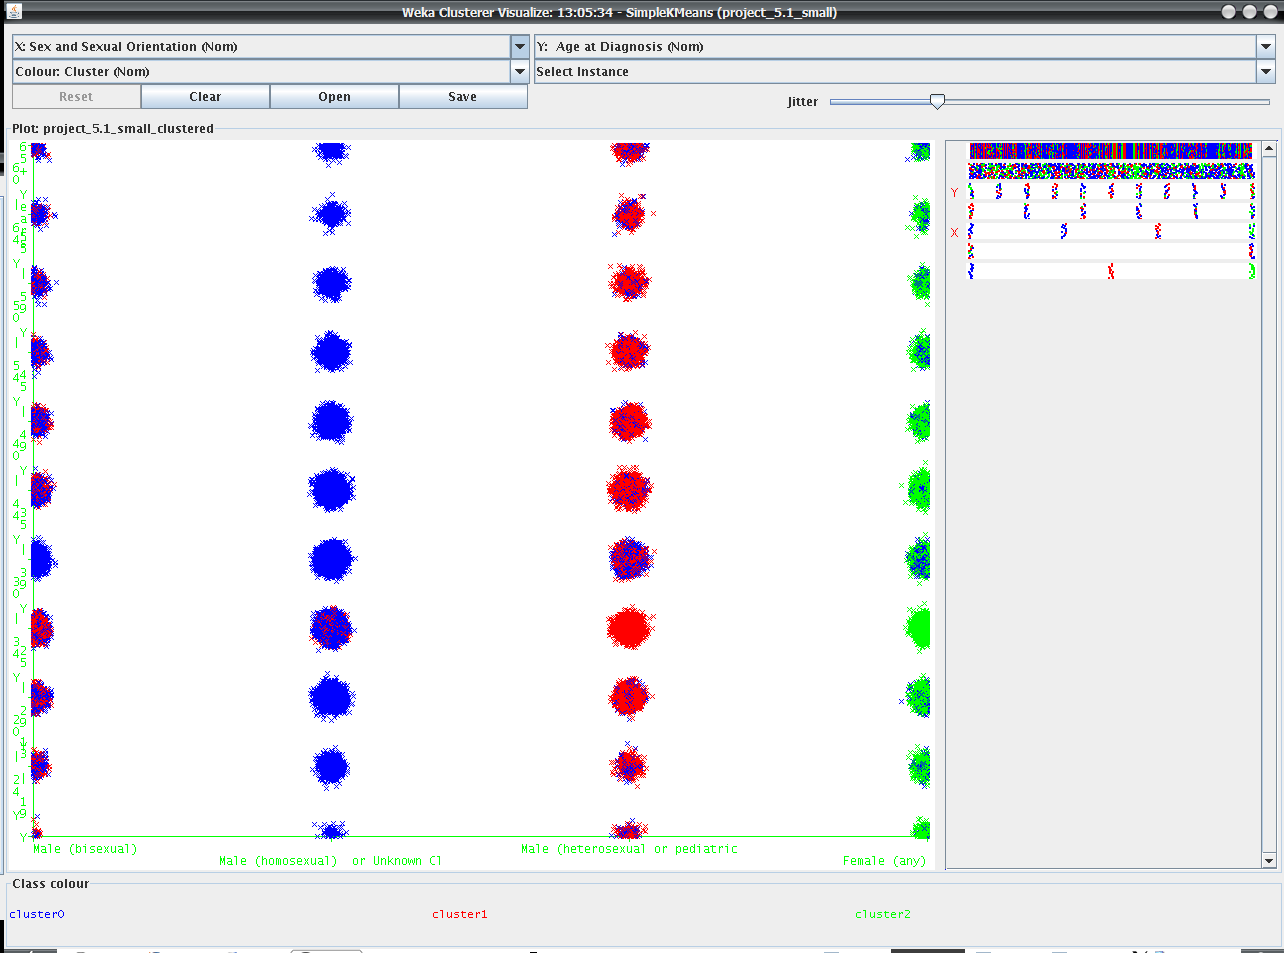 Weka Clusterer Visualize: 13:05:34 - SimpleKMeans (project_5.1_small)
X: Sex and Sexual Orientation (Nom)
Y: Age at Diagnosis (Nom)
Colour: Cluster (Nom)
Select Instance
Reset
Clear
Open
Save
Jitter
Plot: project_5.1_small_clustered
Y
X
Male (bisexual)
Male (homosexual) or Unknown Cl
Male (heterosexual or pediatric
Female (any)
Class colour
cluster0
cluster1
cluster2